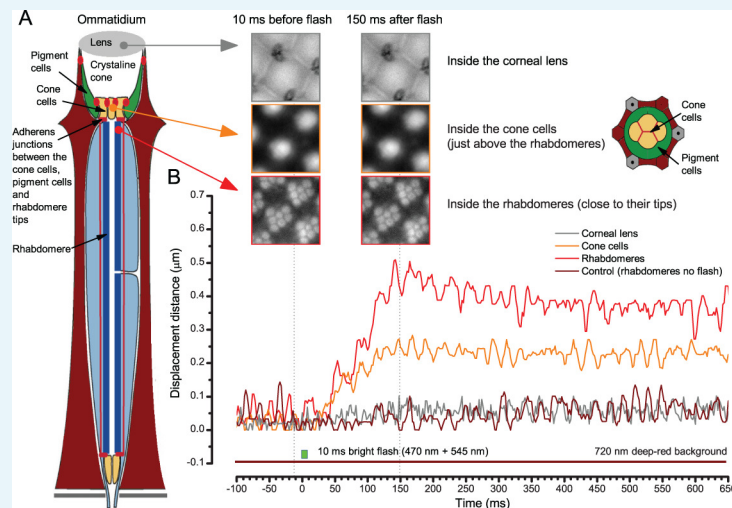 A
Ommatidium
10 ms before flash
150 ms after flash
Lens
Crystaline
cone
Pigment
cells
Cone
cells
Adherens
junctions
between the
cone cells,
pigment cells
and
rhabdomere
tips
Rhabdomere
Inside the corneal lens
Inside the cone cells
(just above the rhabdomeres)
Cone
cells
Pigment
cells
Inside the rhabdomeres (close to their tips)
B
Displacement distance (μm)
0.7
0.6
0.5
0.4
0.3
0.2
0.1
0.0
-0.1
Corneal lens
Cone cells
Rhabdomeres
Control (rhabdomeres no flash)
10 ms bright flash (470 nm + 545 nm)
720 nm deep-red background
-100 -50 0 50 100 150 200 250 300 350 400 450 500 550 600 650
Time (ms)